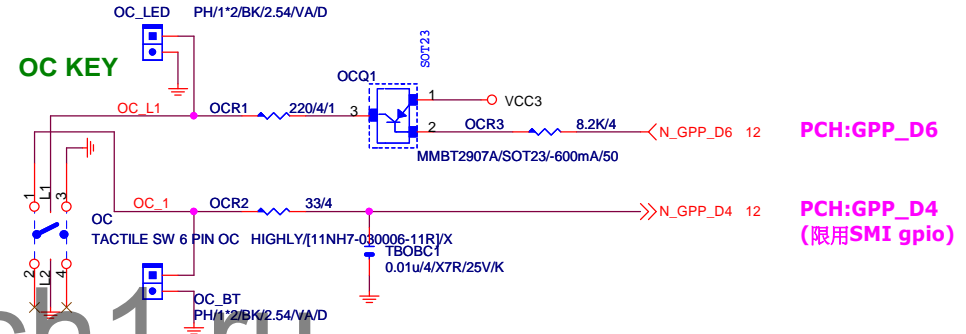 OC_LED PH/1*2/BK/2.54/VA/D
SOT23
OC KEY
OCQ1
1
VCC3
OC_L1 OCR1 220/4/1 3
2 OCR3 8.2K/4 N_GPP_D6 12 PCH:GPP_D6
MMBT2907A/SOT23/-600mA/50
1 L1 3
OC_1 OCR2 33/4 N_GPP_D4 12 PCH:GPP_D4
(限用SMI gpio)
OC
TACTILE SW 6 PIN OC HIGHLY/[11NH7-030006-11R]/X
TBOBC1
0.01u/4/X7R/25V/K
2 L2 4
OC_BT
PH/1*2/BK/2.54/VA/D